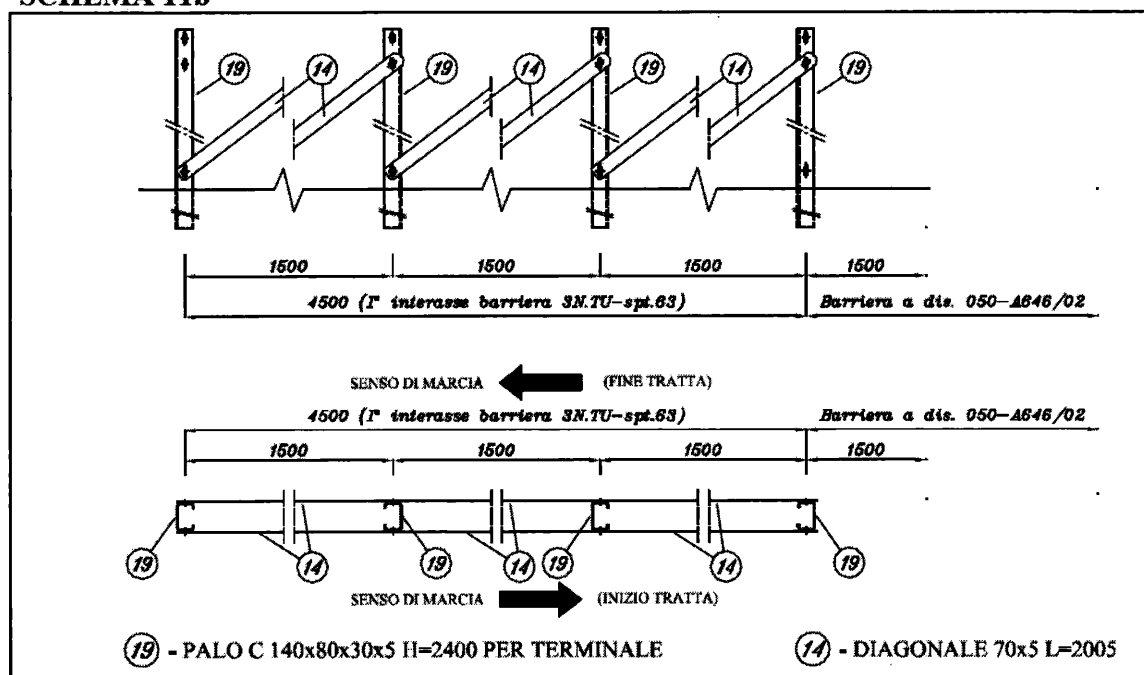 SCHEMA 11b
19 14 19 14 19 14 19
1500 1500 1500 1500
4500 (I° interasse barriera 3N.TU-spt.63) Barriera a dis. 050-A646/02
SENSO DI MARCIA (FINE TRATTA)
4500 (I° interasse barriera 3N.TU-spt.63) Barriera a dis. 050-A646/02
1500 1500 1500 1500
19 14 19 14 19 14 19
SENSO DI MARCIA (INIZIO TRATTA)
19 - PALO C 140x80x30x5 H=2400 PER TERMINALE 14 - DIAGONALE 70x5 L=2005